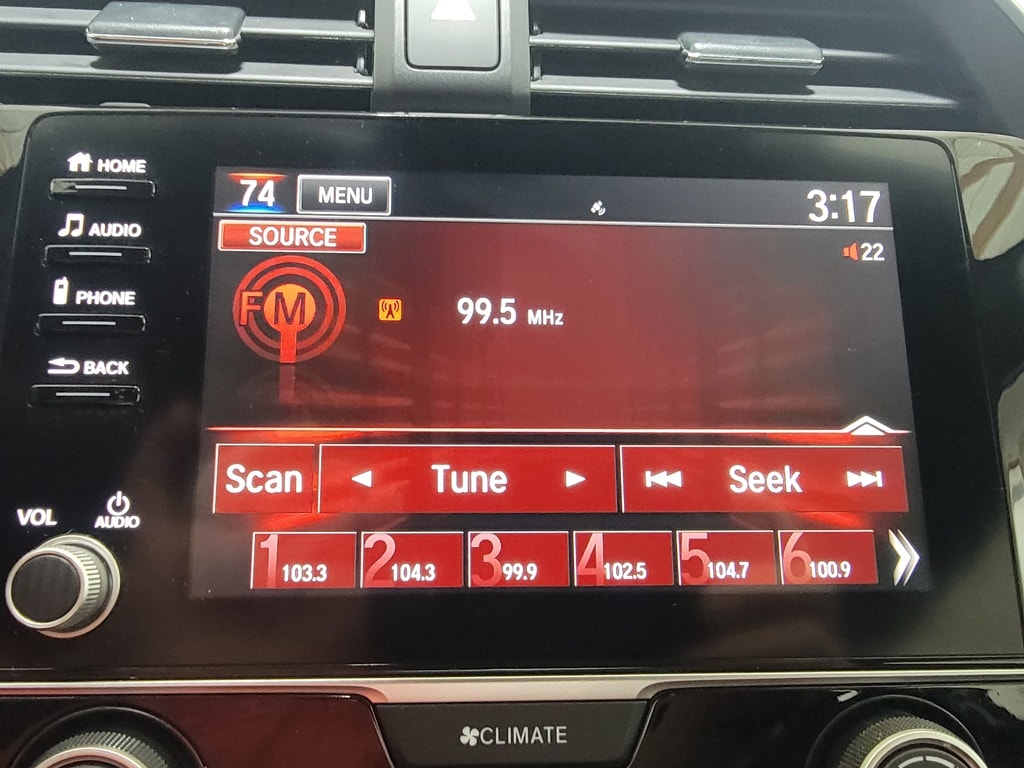 HOME
AUDIO
PHONE
BACK
VOL
AUDIO
74 MENU 3:17
SOURCE
22
FM 99.5 MHz
Scan Tune Seek
1 103.3 2 104.3 3 99.9 4 102.5 5 104.7 6 100.9
CLIMATE